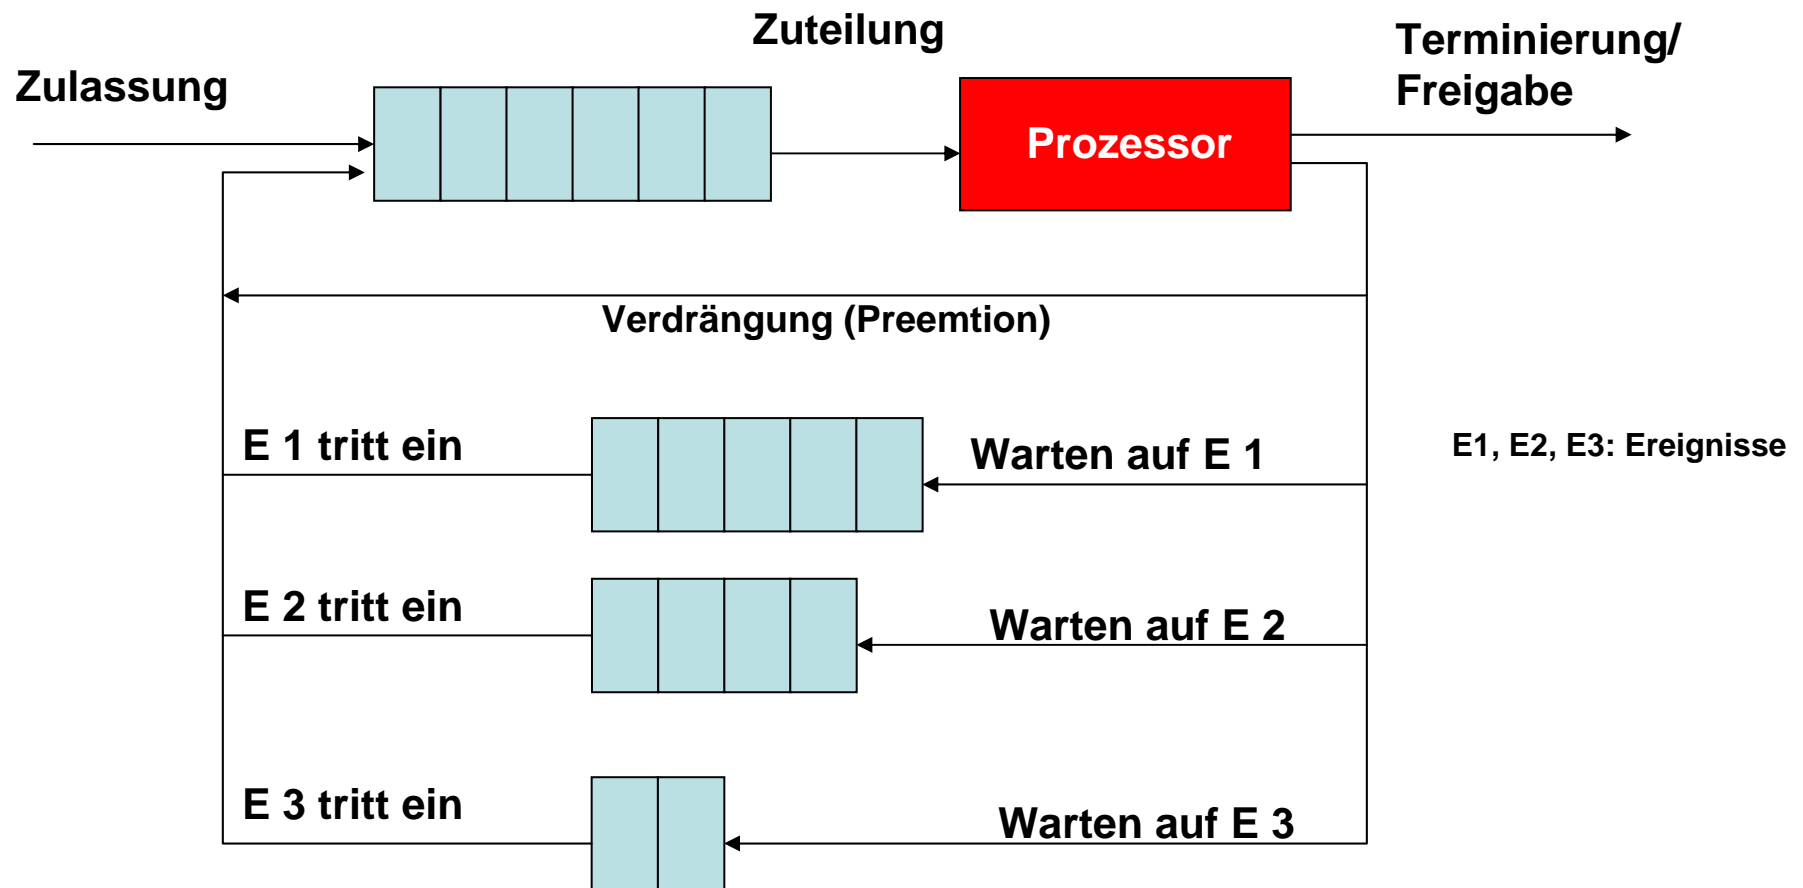 Zuteilung
Terminierung/
Freigabe
Zulassung
Prozessor
Verdrängung (Preemtion)
E 1 tritt ein
Warten auf E 1
E1, E2, E3: Ereignisse
E 2 tritt ein
Warten auf E 2
E 3 tritt ein
Warten auf E 3